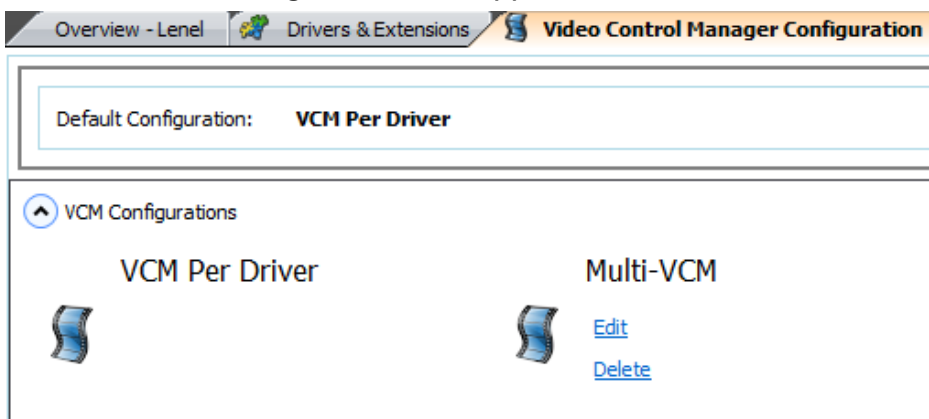 Overview - Lenel Drivers & Extensions Video Control Manager Configuration
Default Configuration: VCM Per Driver
VCM Configurations
VCM Per Driver Multi-VCM
Edit
Delete